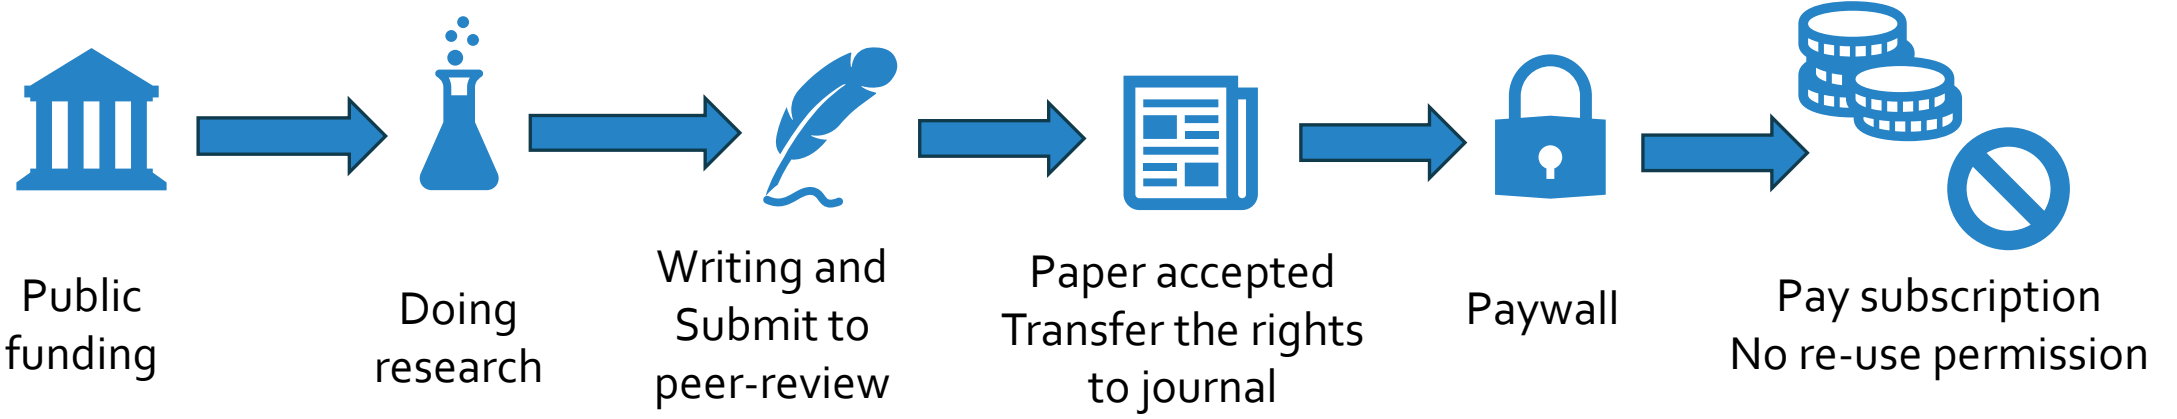 Public
funding
Doing
research
Writing and
Submit to
peer-review
Paper accepted
Transfer the rights
to journal
Paywall
Pay subscription
No re-use permission